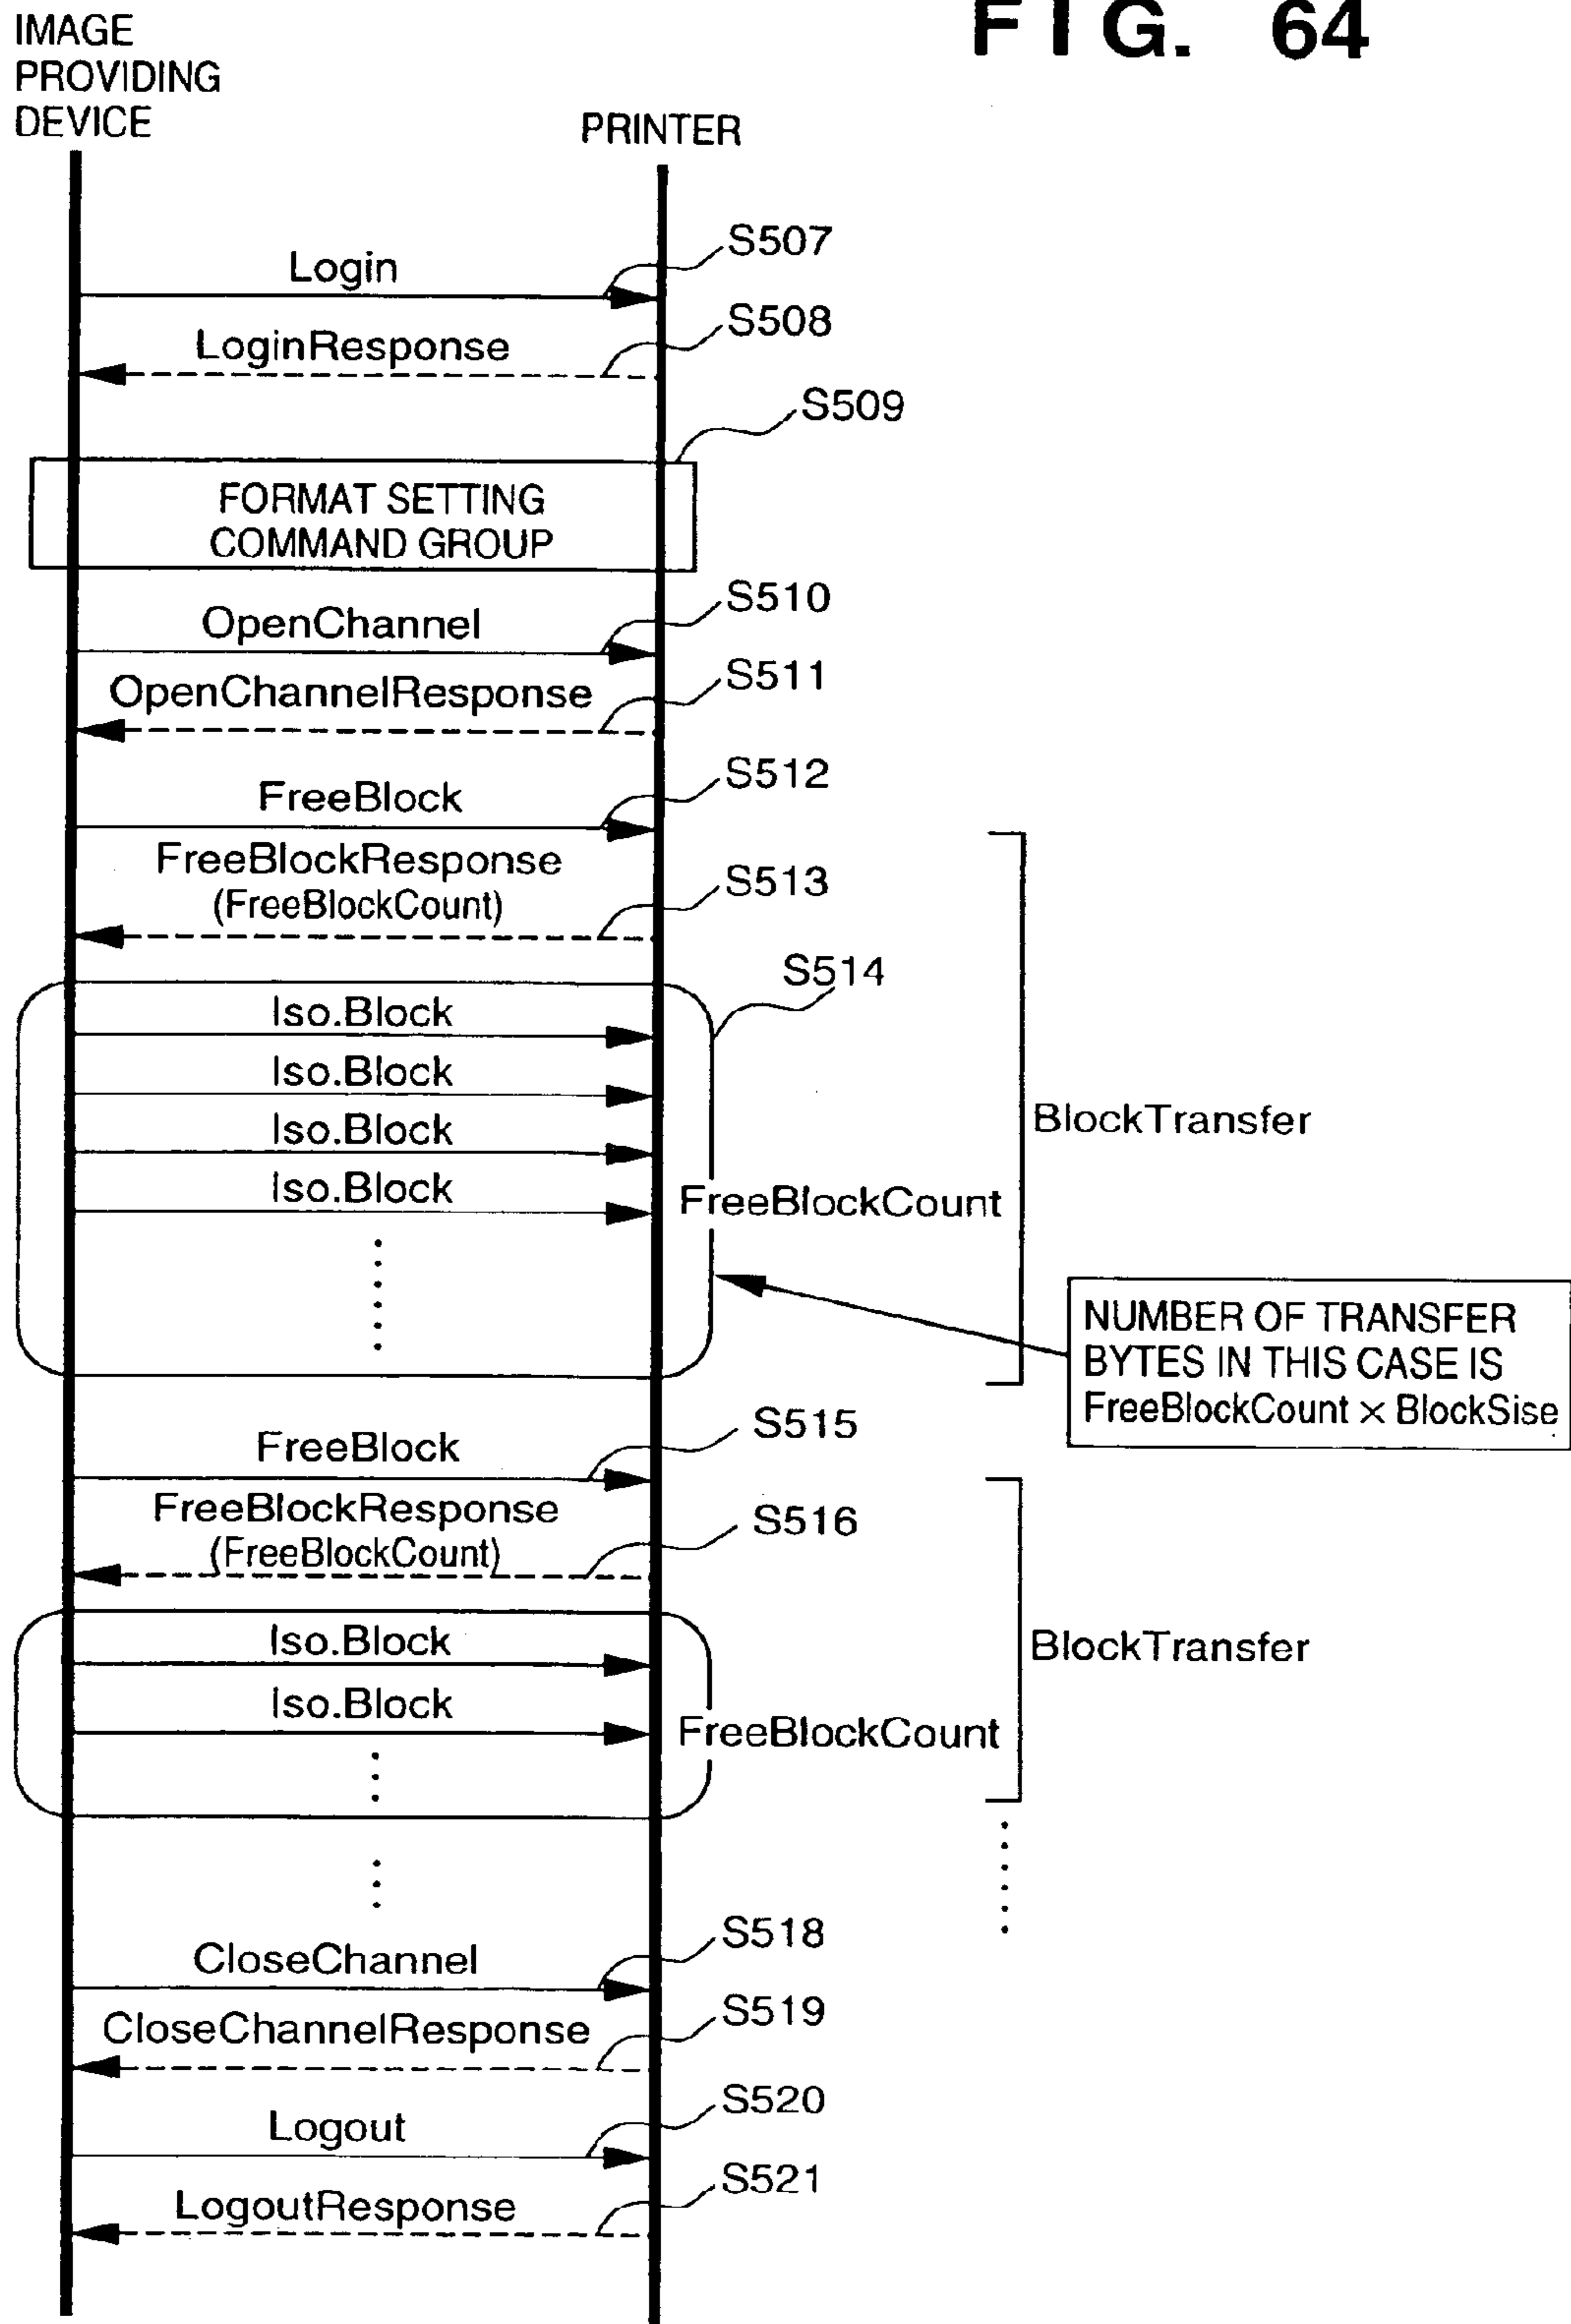 FIG. 64
IMAGE
PROVIDING
DEVICE
PRINTER
Login
S507
LoginResponse
S508
S509
FORMAT SETTING
COMMAND GROUP
OpenChannel
S510
OpenChannelResponse
S511
FreeBlock
S512
FreeBlockResponse
(FreeBlockCount)
S513
S514
Iso.Block
Iso.Block
Iso.Block
Iso.Block
FreeBlockCount
BlockTransfer
NUMBER OF TRANSFER
BYTES IN THIS CASE IS
FreeBlockCount × BlockSise
FreeBlock
S515
FreeBlockResponse
(FreeBlockCount)
S516
Iso.Block
Iso.Block
FreeBlockCount
BlockTransfer
CloseChannel
S518
CloseChannelResponse
S519
Logout
S520
LogoutResponse
S521